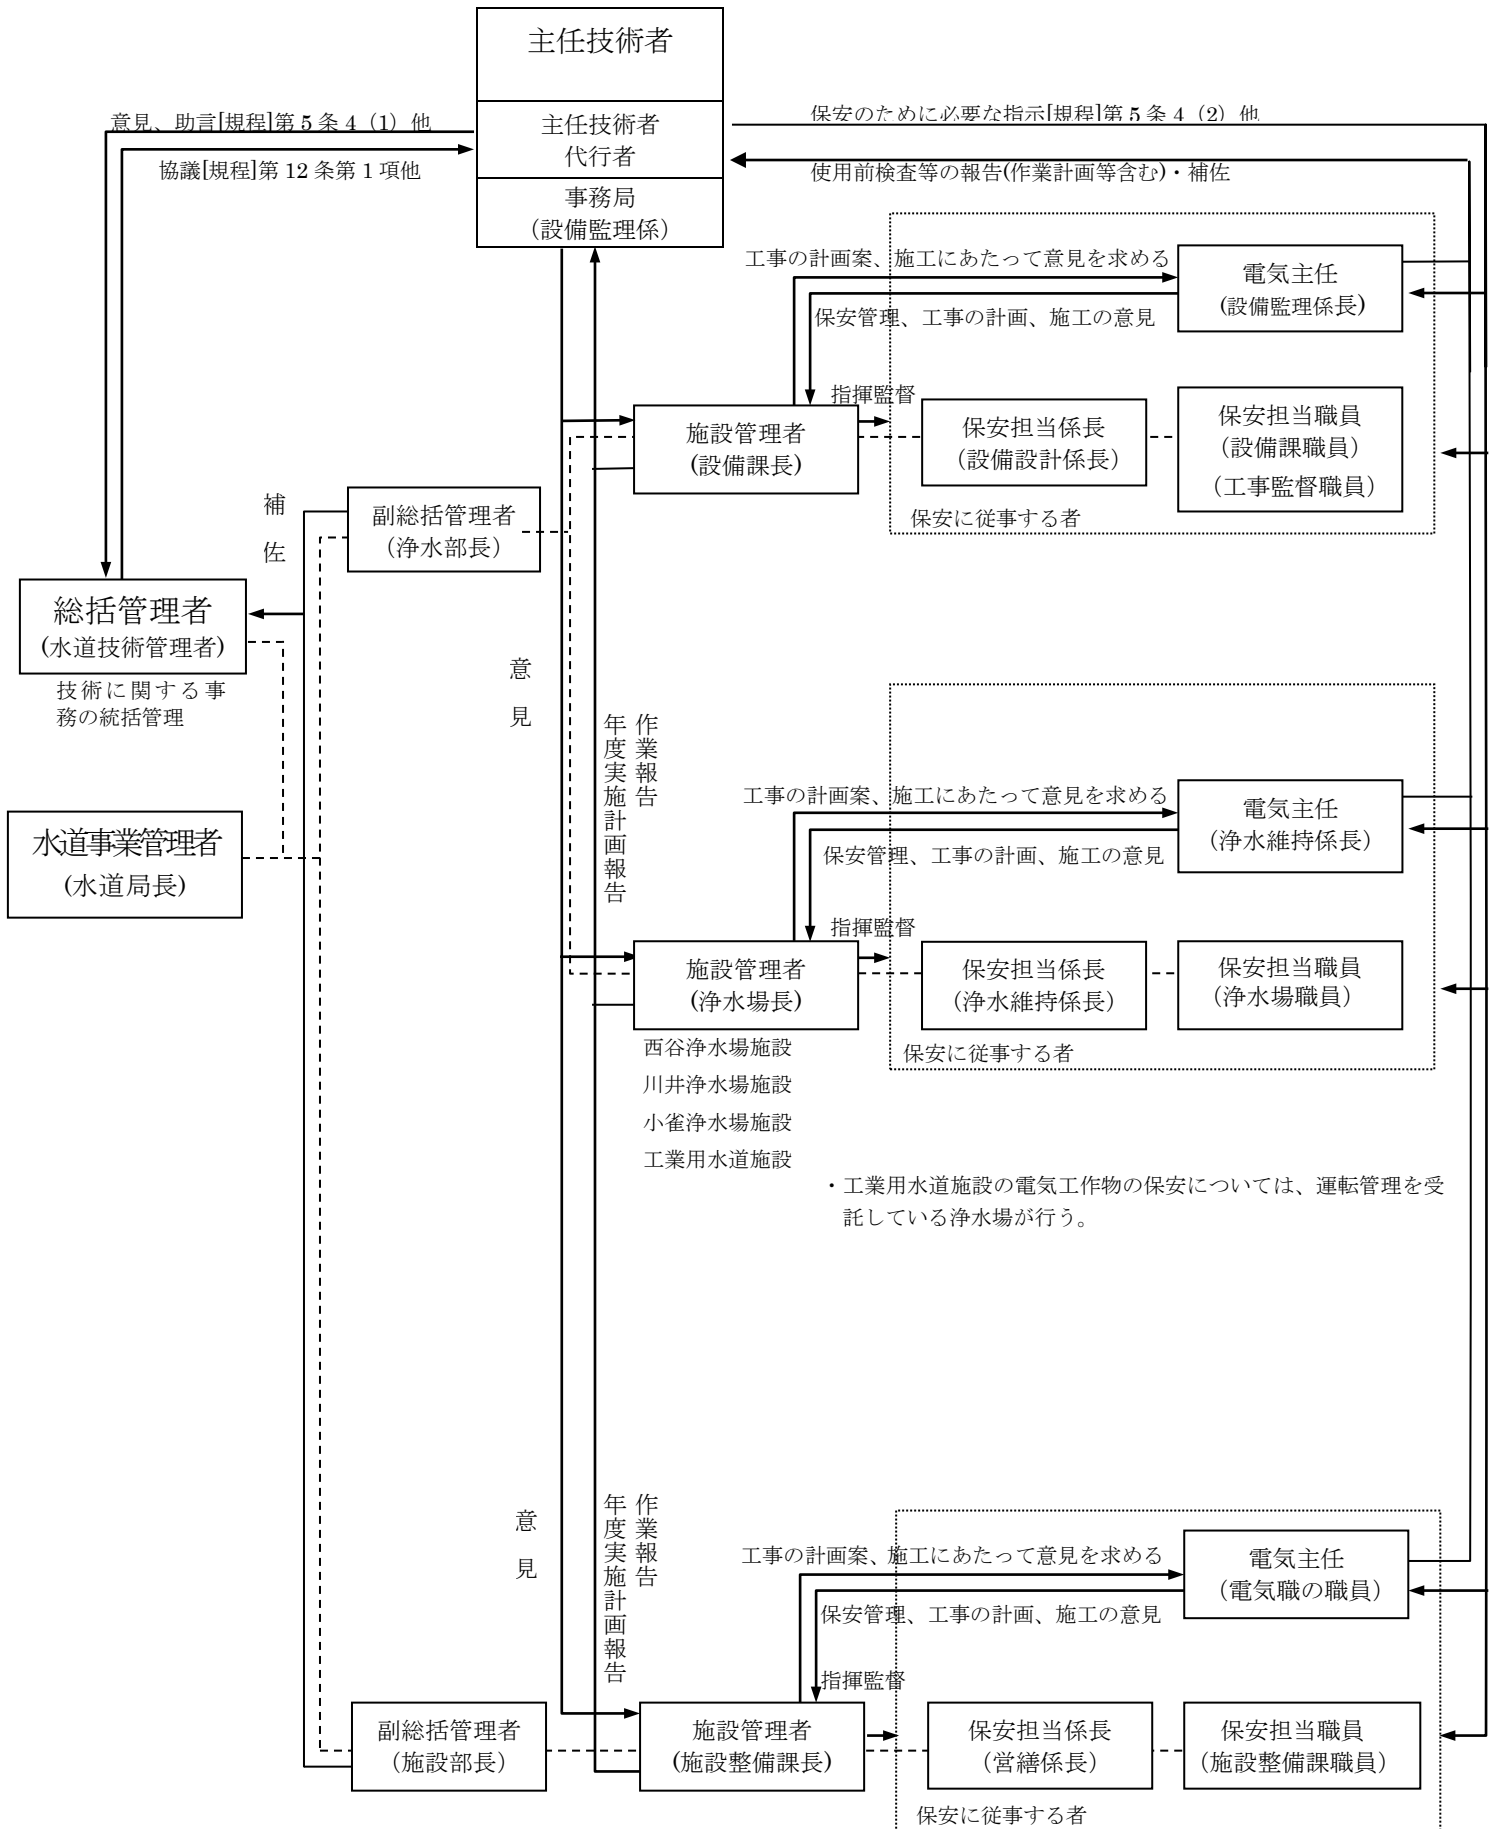 主任技術者
主任技術者
代行者
事務局
（設備監理係）
意見、助言[規程]第５条４（1）他
協議[規程]第 12 条第１項他
保安のために必要な指示[規程]第５条４（2）他
使用前検査等の報告(作業計画等含む)・補佐
工事の計画案、施工にあたって意見を求める
保安管理、工事の計画、施工の意見
電気主任
(設備監理係長)
指揮監督
施設管理者
(設備課長)
保安担当係長
（設備設計係長）
保安担当職員
（設備課職員）
（工事監督職員）
保安に従事する者
補佐
副総括管理者
（浄水部長）
総括管理者
(水道技術管理者)
技術に関する事
務の統括管理
水道事業管理者
(水道局長)
意見
作業報告
年度実施計画報告
工事の計画案、施工にあたって意見を求める
保安管理、工事の計画、施工の意見
電気主任
（浄水維持係長）
指揮監督
施設管理者
(浄水場長)
保安担当係長
（浄水維持係長）
保安担当職員
（浄水場職員）
保安に従事する者
西谷浄水場施設
川井浄水場施設
小雀浄水場施設
工業用水道施設
・工業用水道施設の電気工作物の保安については、運転管理を受
託している浄水場が行う。
意見
作業報告
年度実施計画報告
工事の計画案、施工にあたって意見を求める
保安管理、工事の計画、施工の意見
電気主任
（電気職の職員）
指揮監督
副総括管理者
（施設部長）
施設管理者
(施設整備課長)
保安担当係長
（営繕係長）
保安担当職員
（施設整備課職員）
保安に従事する者